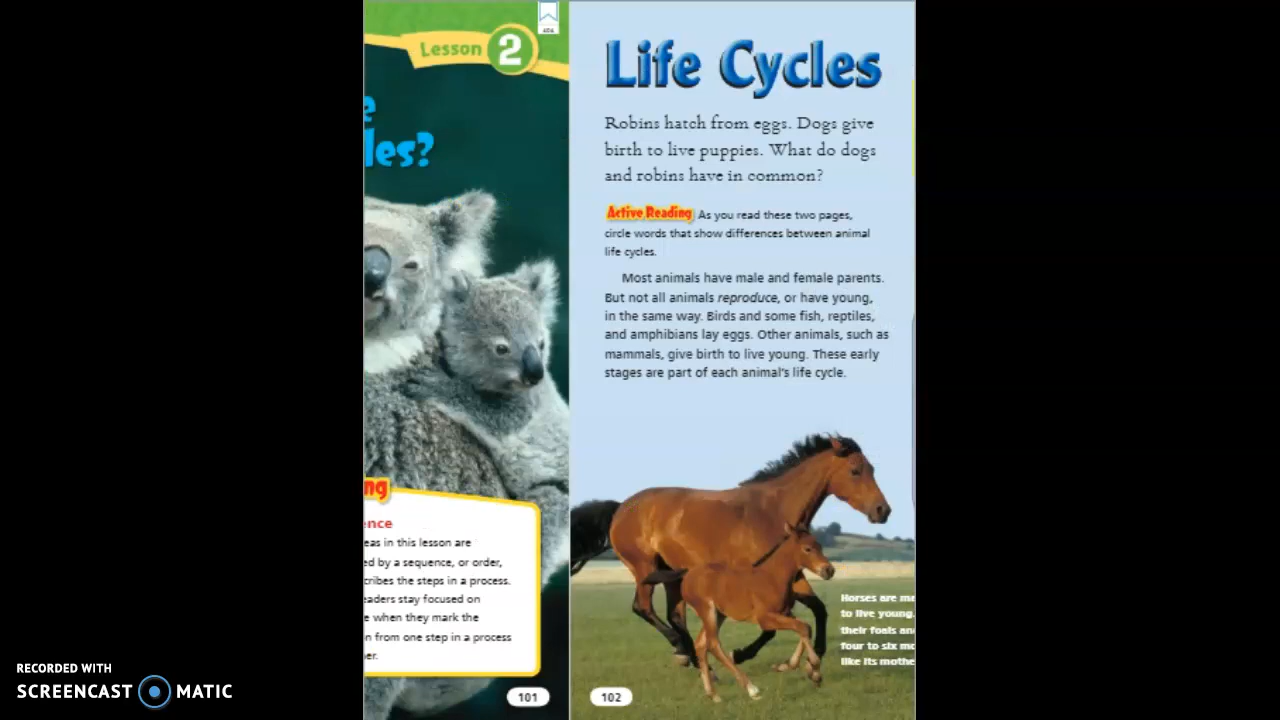 Lesson 2
les?
ng
ence
eas in this lesson are
ed by a sequence, or order,
cribes the steps in a process.
eaders stay focused on
e when they mark the
n from one step in a process
er.
101
Life Cycles
Robins hatch from eggs. Dogs give
birth to live puppies. What do dogs
and robins have in common?
Active Reading As you read these two pages,
circle words that show differences between animal
life cycles.
Most animals have male and female parents.
But not all animals reproduce, or have young,
in the same way. Birds and some fish, reptiles,
and amphibians lay eggs. Other animals, such as
mammals, give birth to live young. These early
stages are part of each animal's life cycle.
Horses are
to live young.
their foals
four to six
like its
102
RECORDED WITH
SCREENCAST MATIC